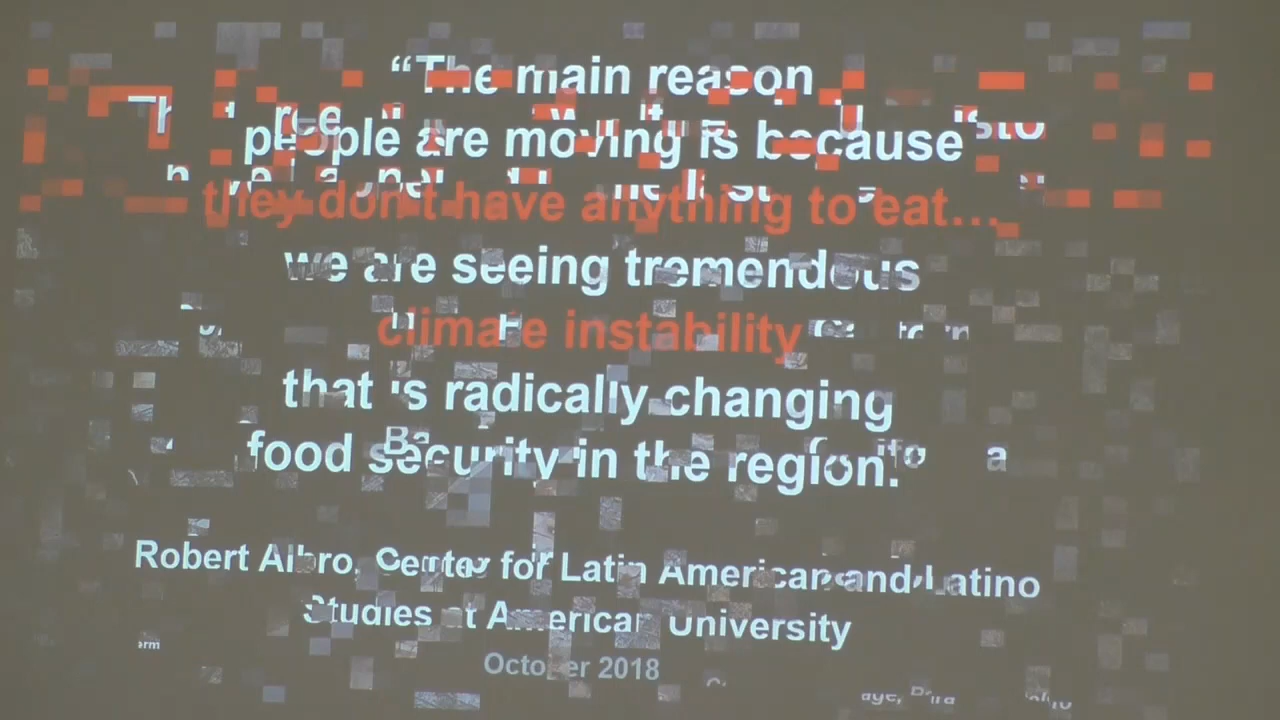 “The main reason
people are moving is because
they don't have anything to eat…
we are seeing tremendous
climate instability
that is radically changing
food security in the region.
Robert Albro, Center for Latin American and Latino
Studies at American University
October 2018